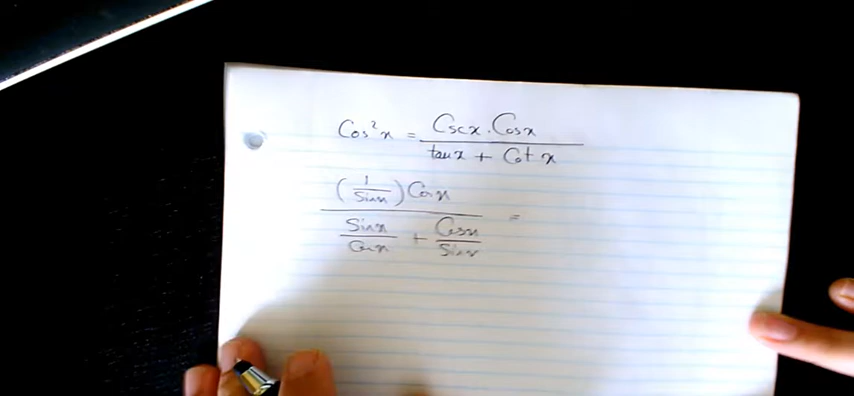 Cos²x = Cscx . Cosx / tanx + Cot x
(1 / Sinx) Cosx / Sinx / Cosx + Cosx / Sinx =